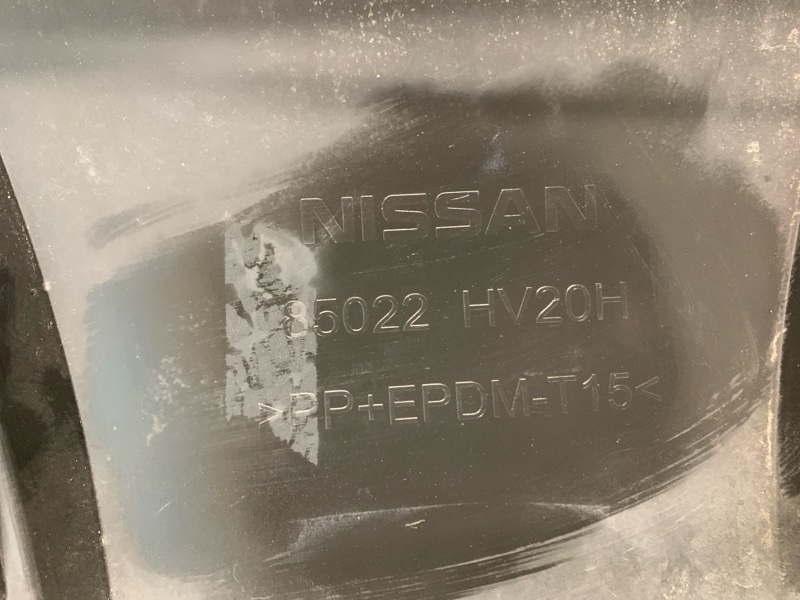 NISSAN
85022 HV20H
>PP+EPDM-T15<